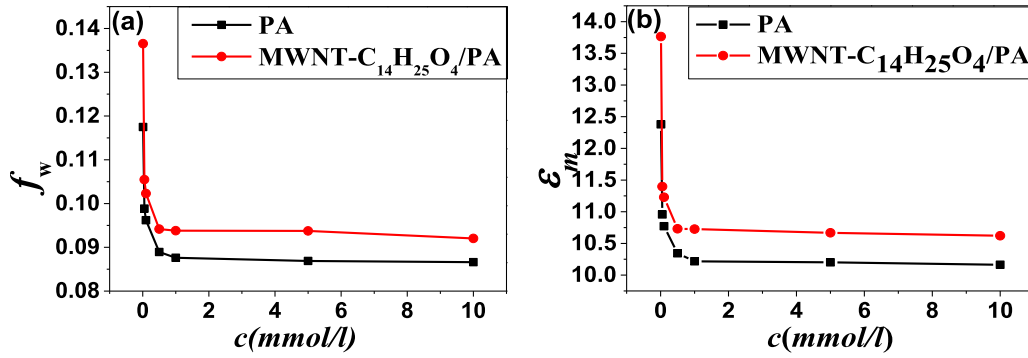 (a)
PA
MWNT-C₁₄H₂₅O₄/PA
0.14
0.13
0.12
0.11
0.10
0.09
0.08
f_w
0 2 4 6 8 10
c(mmol/l)
(b)
PA
MWNT-C₁₄H₂₅O₄/PA
14.0
13.5
13.0
12.5
12.0
11.5
11.0
10.5
10.0
ε_m
0 2 4 6 8 10
c(mmol/l)